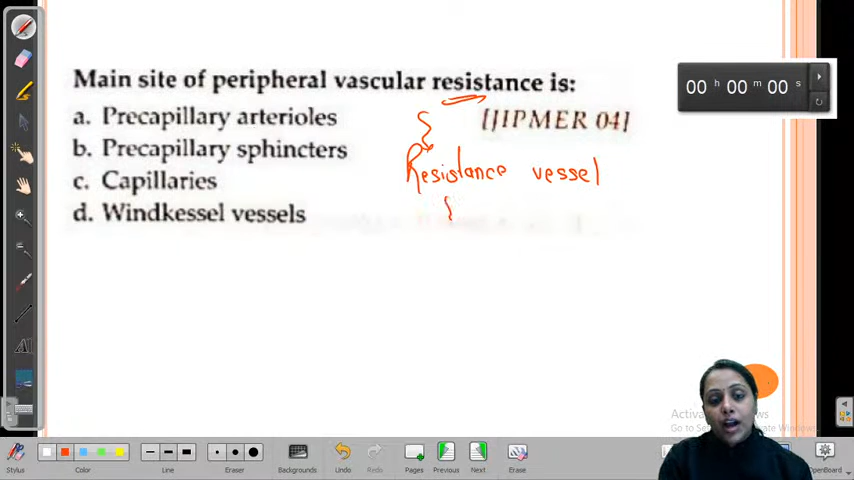 Main site of peripheral vascular resistance is:
a. Precapillary arterioles
[JIPMER 04]
b. Precapillary sphincters
Resistance vessel
c. Capillaries
d. Windkessel vessels
00 h 00 m 00 s
Stylus
Color
Line
Eraser
Backgrounds
Undo
Redo
Pages
Previous
Next
Erase
OpenBoard